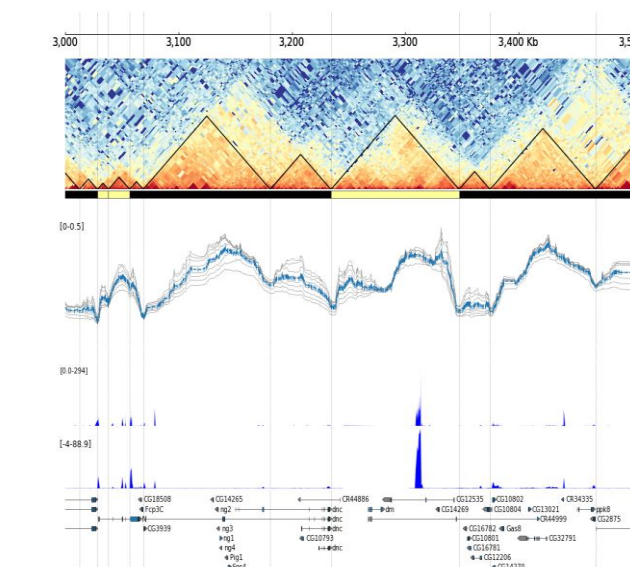 3,000 3,100 3,200 3,300 3,400 Kb 3,5
[0-0.5]
[0.0-294]
[-4-88.9]
CG18508 CG14265 CR44886 CG12535 CG10802 CR34335
Fcp3C ng2 dnc dm CG14269 CG10804 CG13021 ppk8
N ng3 dnc CR44999 CG2875
CG3939 ng1 CG10793 dnc CG16782 Gas8
ng4 CG10801 CG32791
Pig1 CG16781
CG12206